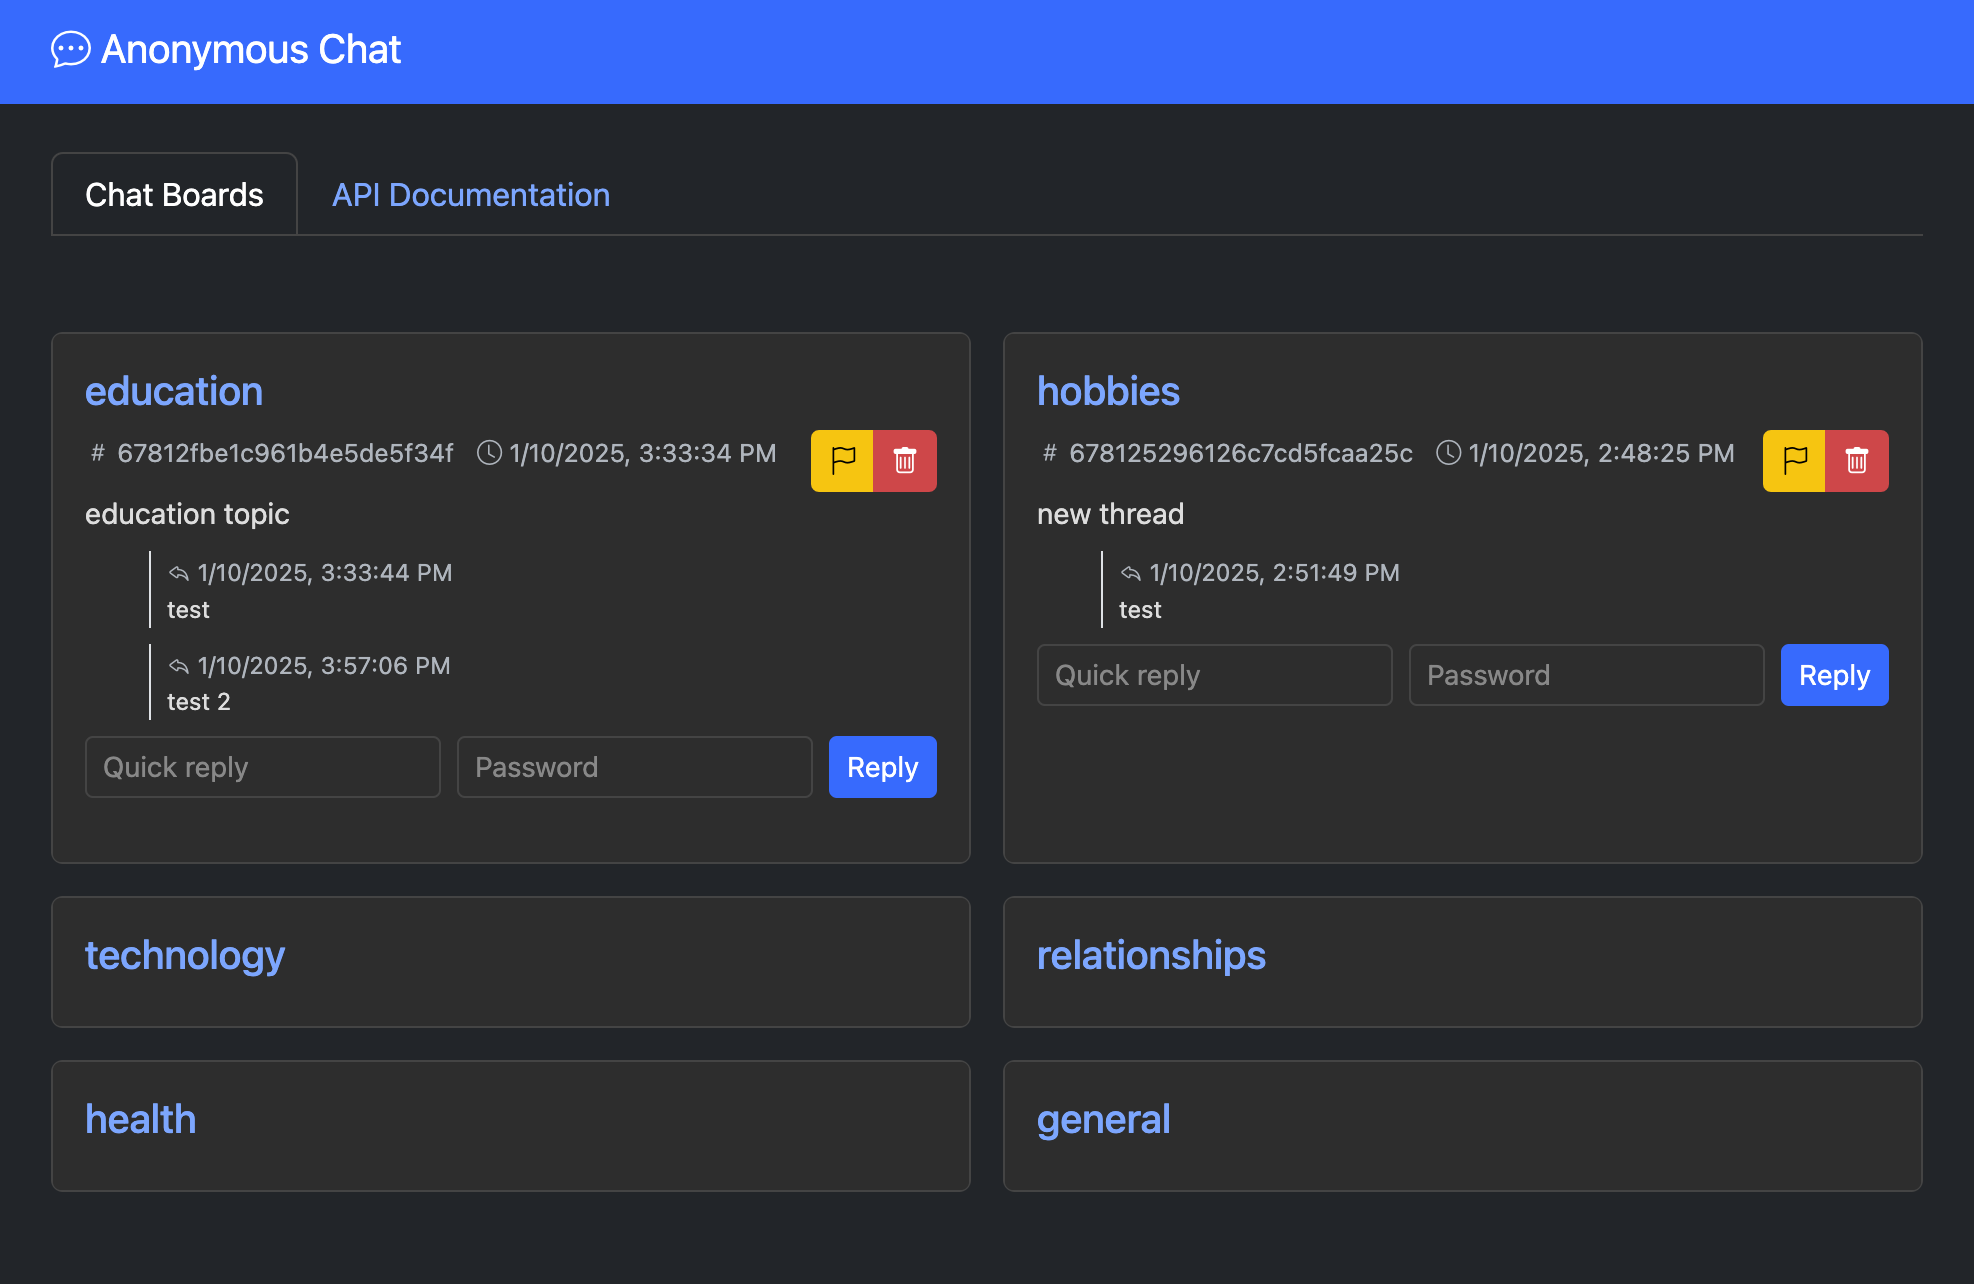 Anonymous Chat
Chat Boards
API Documentation
education
# 67812fbe1c961b4e5de5f34f 1/10/2025, 3:33:34 PM
education topic
1/10/2025, 3:33:44 PM
test
1/10/2025, 3:57:06 PM
test 2
Quick reply
Password
Reply
hobbies
# 678125296126c7cd5fcaa25c 1/10/2025, 2:48:25 PM
new thread
1/10/2025, 2:51:49 PM
test
Quick reply
Password
Reply
technology
relationships
health
general